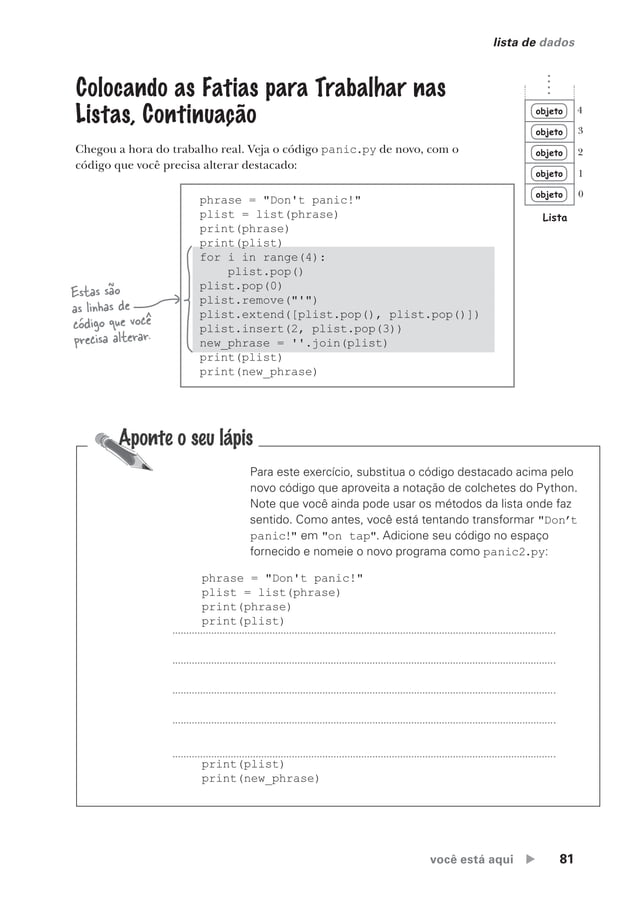 lista de dados
Colocando as Fatias para Trabalhar nas
Listas, Continuação
Chegou a hora do trabalho real. Veja o código panic.py de novo, com o
código que você precisa alterar destacado:
objeto 4
objeto 3
objeto 2
objeto 1
objeto 0
Lista
phrase = "Don't panic!"
plist = list(phrase)
print(phrase)
print(plist)
for i in range(4):
    plist.pop()
plist.pop(0)
plist.remove("'")
plist.extend([plist.pop(), plist.pop()])
plist.insert(2, plist.pop(3))
new_phrase = ''.join(plist)
print(plist)
print(new_phrase)
Estas são
as linhas de
código que você
precisa alterar.
Aponte o seu lápis
Para este exercício, substitua o código destacado acima pelo
novo código que aproveita a notação de colchetes do Python.
Note que você ainda pode usar os métodos da lista onde faz
sentido. Como antes, você está tentando transformar "Don’t
panic!" em "on tap". Adicione seu código no espaço
fornecido e nomeie o novo programa como panic2.py:
phrase = "Don't panic!"
plist = list(phrase)
print(phrase)
print(plist)
print(plist)
print(new_phrase)
você está aqui ▶ 81